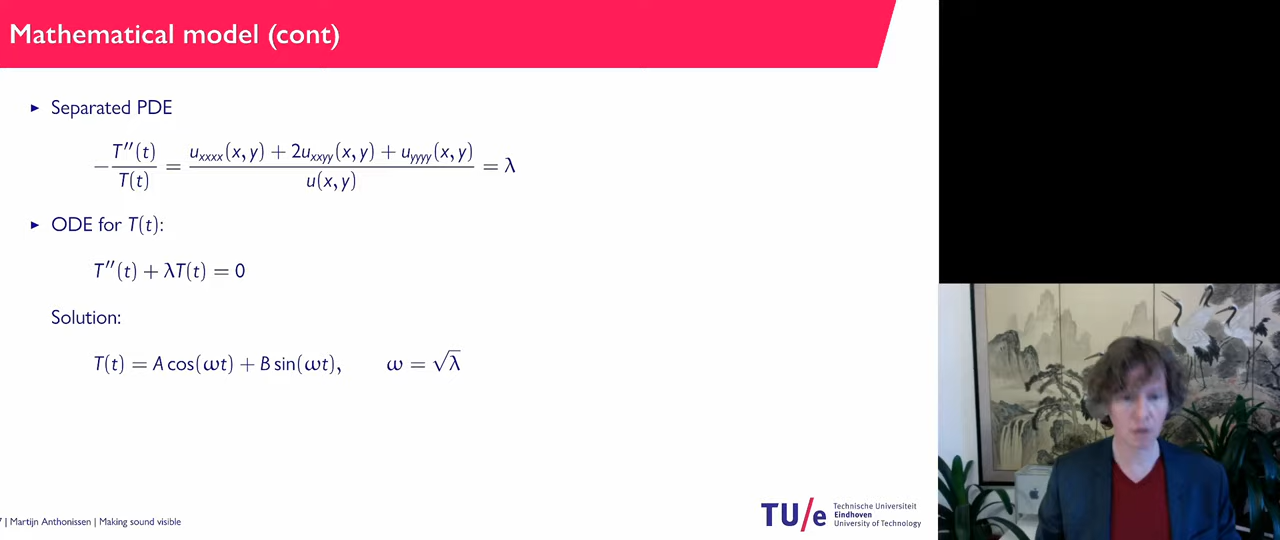 Mathematical model (cont)
▶ Separated PDE
− T′′(t) / T(t) = (u_xxxx(x, y) + 2u_xxyy(x, y) + u_yyyy(x, y)) / u(x, y) = λ
▶ ODE for T(t):
T′′(t) + λT(t) = 0
Solution:
T(t) = A cos(ωt) + B sin(ωt), ω = √λ
7 | Martijn Anthonissen | Making sound visible
TU/e
Technische Universiteit
Eindhoven
University of Technology